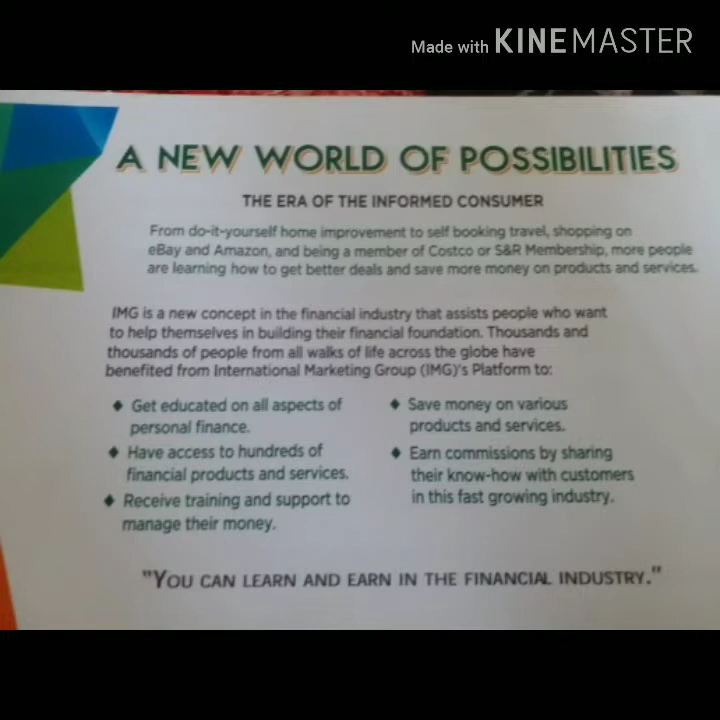 Made with KINEMASTER
A NEW WORLD OF POSSIBILITIES
THE ERA OF THE INFORMED CONSUMER
From do-it-yourself home improvement to self booking travel, shopping on
eBay and Amazon, and being a member of Costco or S&R Membership, more people
are learning how to get better deals and save more money on products and services.
IMG is a new concept in the financial industry that assists people who want
to help themselves in building their financial foundation. Thousands and
thousands of people from all walks of life across the globe have
benefited from International Marketing Group (IMG)'s Platform to:
◆ Get educated on all aspects of
personal finance.
◆ Have access to hundreds of
financial products and services.
◆ Receive training and support to
manage their money.
◆ Save money on various
products and services.
◆ Earn commissions by sharing
their know-how with customers
in this fast growing industry.
"YOU CAN LEARN AND EARN IN THE FINANCIAL INDUSTRY."